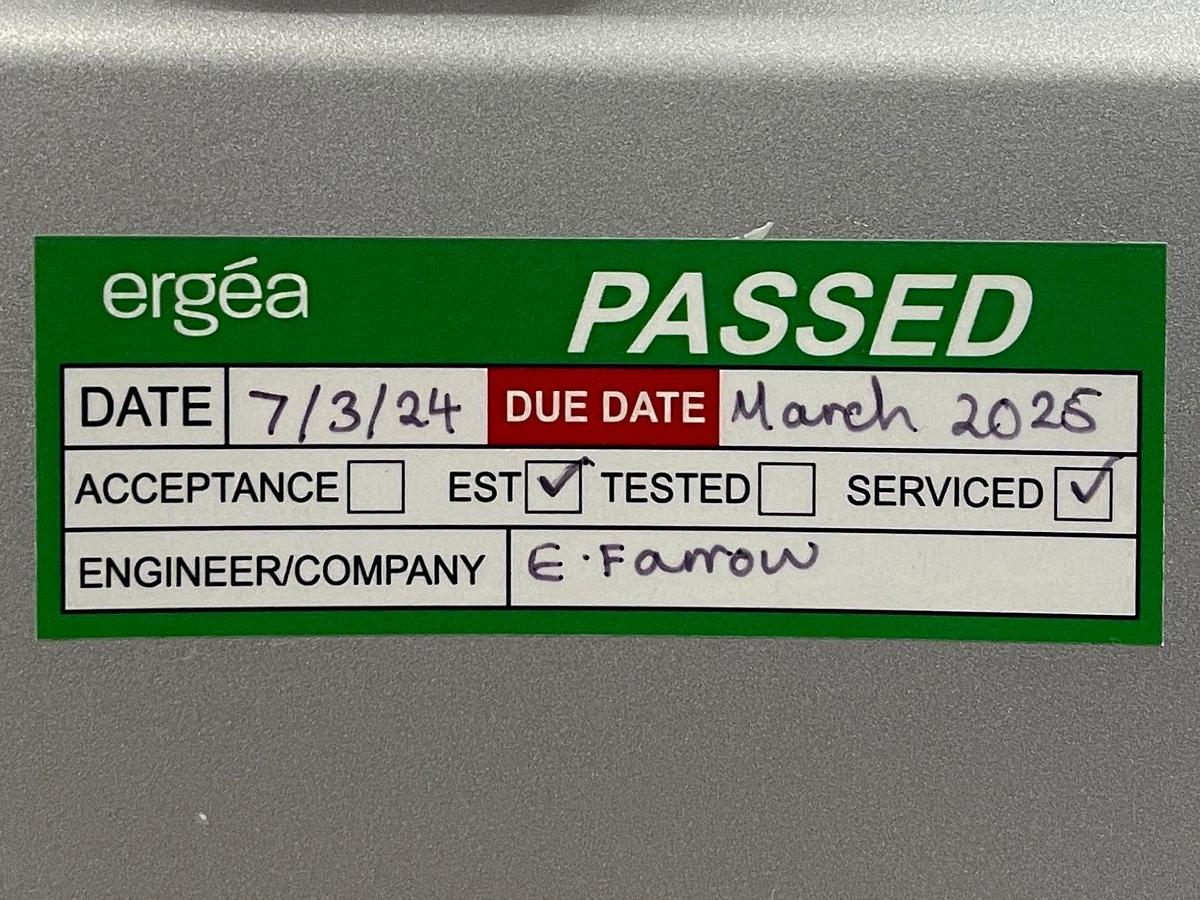 ergéa PASSED
DATE 7/3/24 DUE DATE March 2025
ACCEPTANCE EST ✓ TESTED SERVICED ✓
ENGINEER/COMPANY E. Farrow